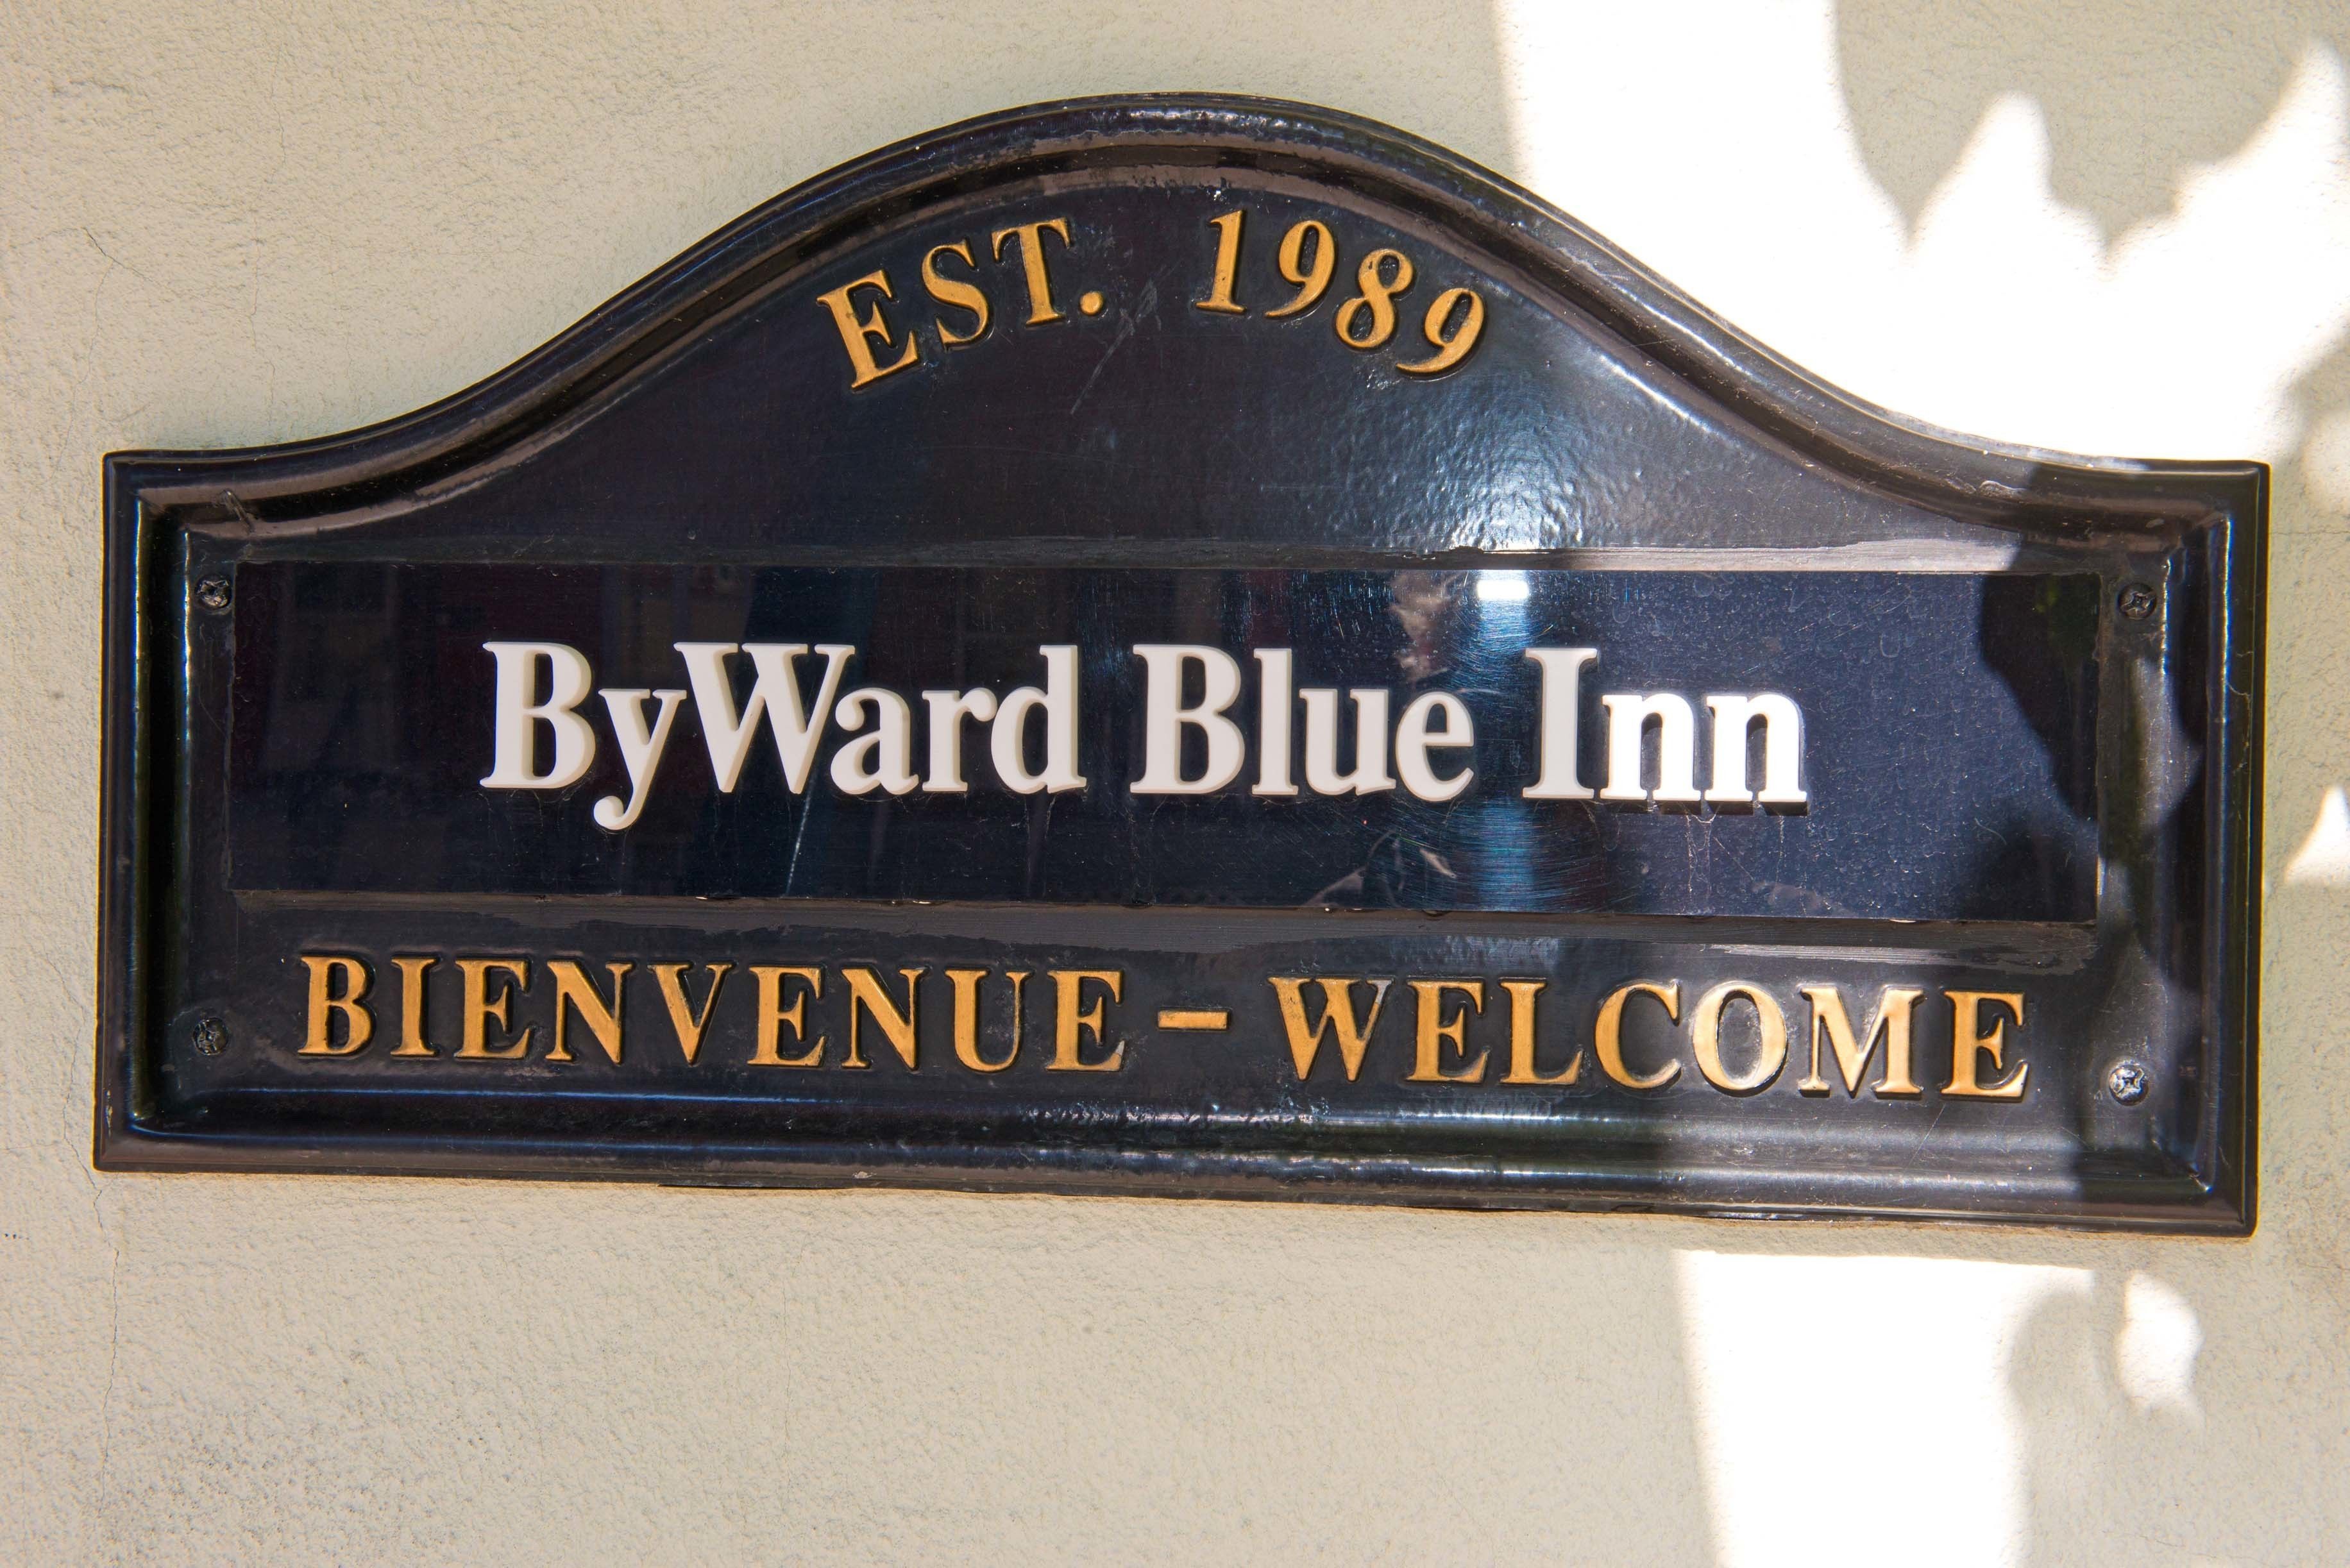 EST. 1989
ByWard Blue Inn
BIENVENUE – WELCOME